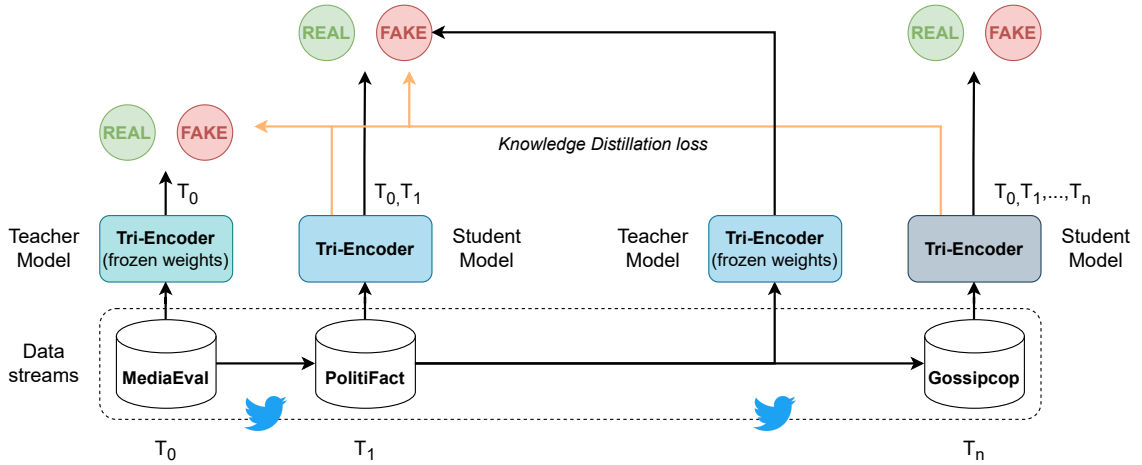 REAL FAKE REAL FAKE
REAL FAKE
Knowledge Distillation loss
T0 T0,T1 T0,T1,...,Tn
Teacher
Model
Tri-Encoder
(frozen weights)
Tri-Encoder
Student
Model
Teacher
Model
Tri-Encoder
(frozen weights)
Tri-Encoder
Student
Model
Data
streams
MediaEval PolitiFact Gossipcop
T0 T1 Tn